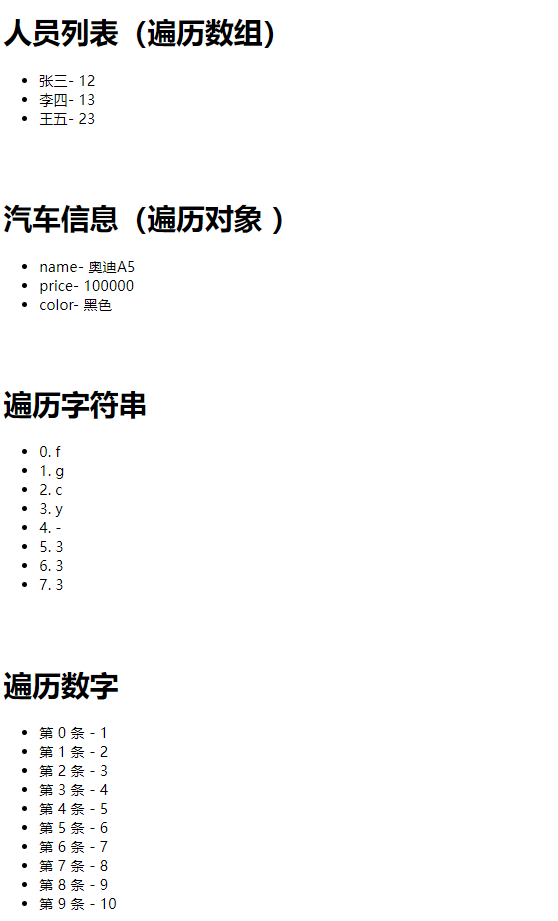 人员列表（遍历数组）
张三- 12
李四- 13
王五- 23
汽车信息（遍历对象 ）
name- 奥迪A5
price- 100000
color- 黑色
遍历字符串
0. f
1. g
2. c
3. y
4. -
5. 3
6. 3
7. 3
遍历数字
第 0 条 - 1
第 1 条 - 2
第 2 条 - 3
第 3 条 - 4
第 4 条 - 5
第 5 条 - 6
第 6 条 - 7
第 7 条 - 8
第 8 条 - 9
第 9 条 - 10